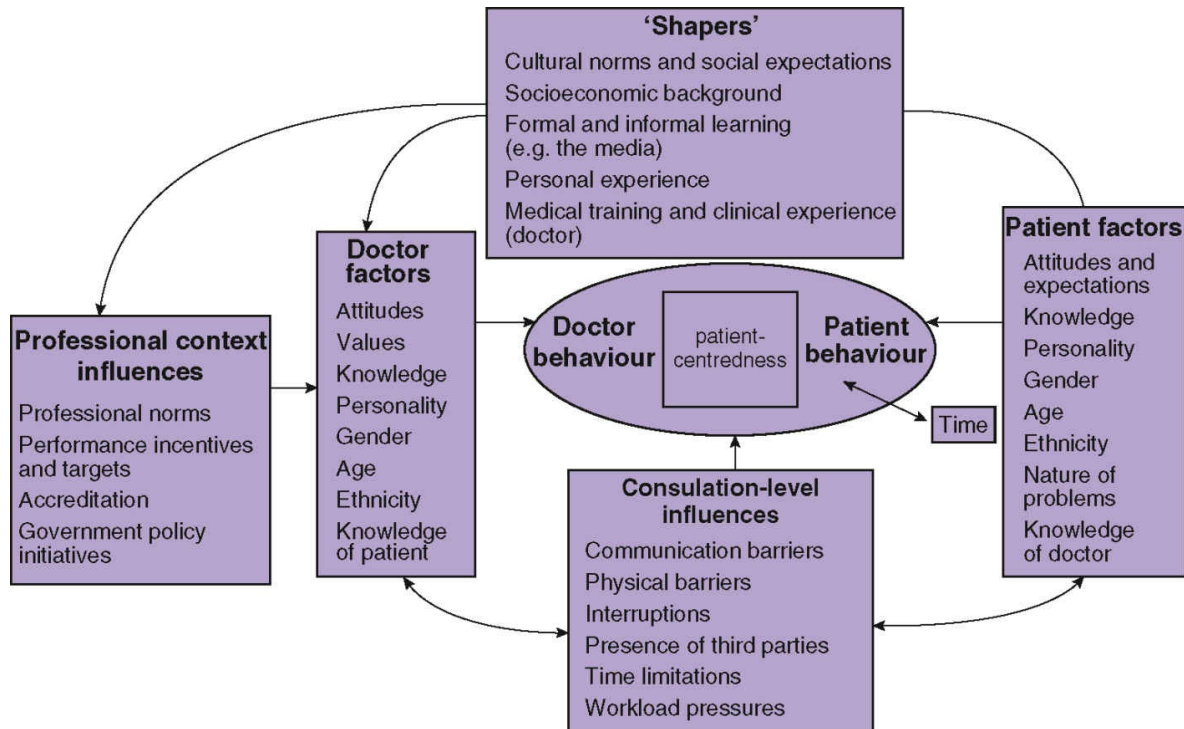 ‘Shapers’
Cultural norms and social expectations
Socioeconomic background
Formal and informal learning
(e.g. the media)
Personal experience
Medical training and clinical experience
(doctor)
Professional context
influences
Professional norms
Performance incentives
and targets
Accreditation
Government policy
initiatives
Doctor
factors
Attitudes
Values
Knowledge
Personality
Gender
Age
Ethnicity
Knowledge
of patient
Doctor
behaviour
patient-
centredness
Patient
behaviour
Time
Consulation-level
influences
Communication barriers
Physical barriers
Interruptions
Presence of third parties
Time limitations
Workload pressures
Patient factors
Attitudes and
expectations
Knowledge
Personality
Gender
Age
Ethnicity
Nature of
problems
Knowledge
of doctor